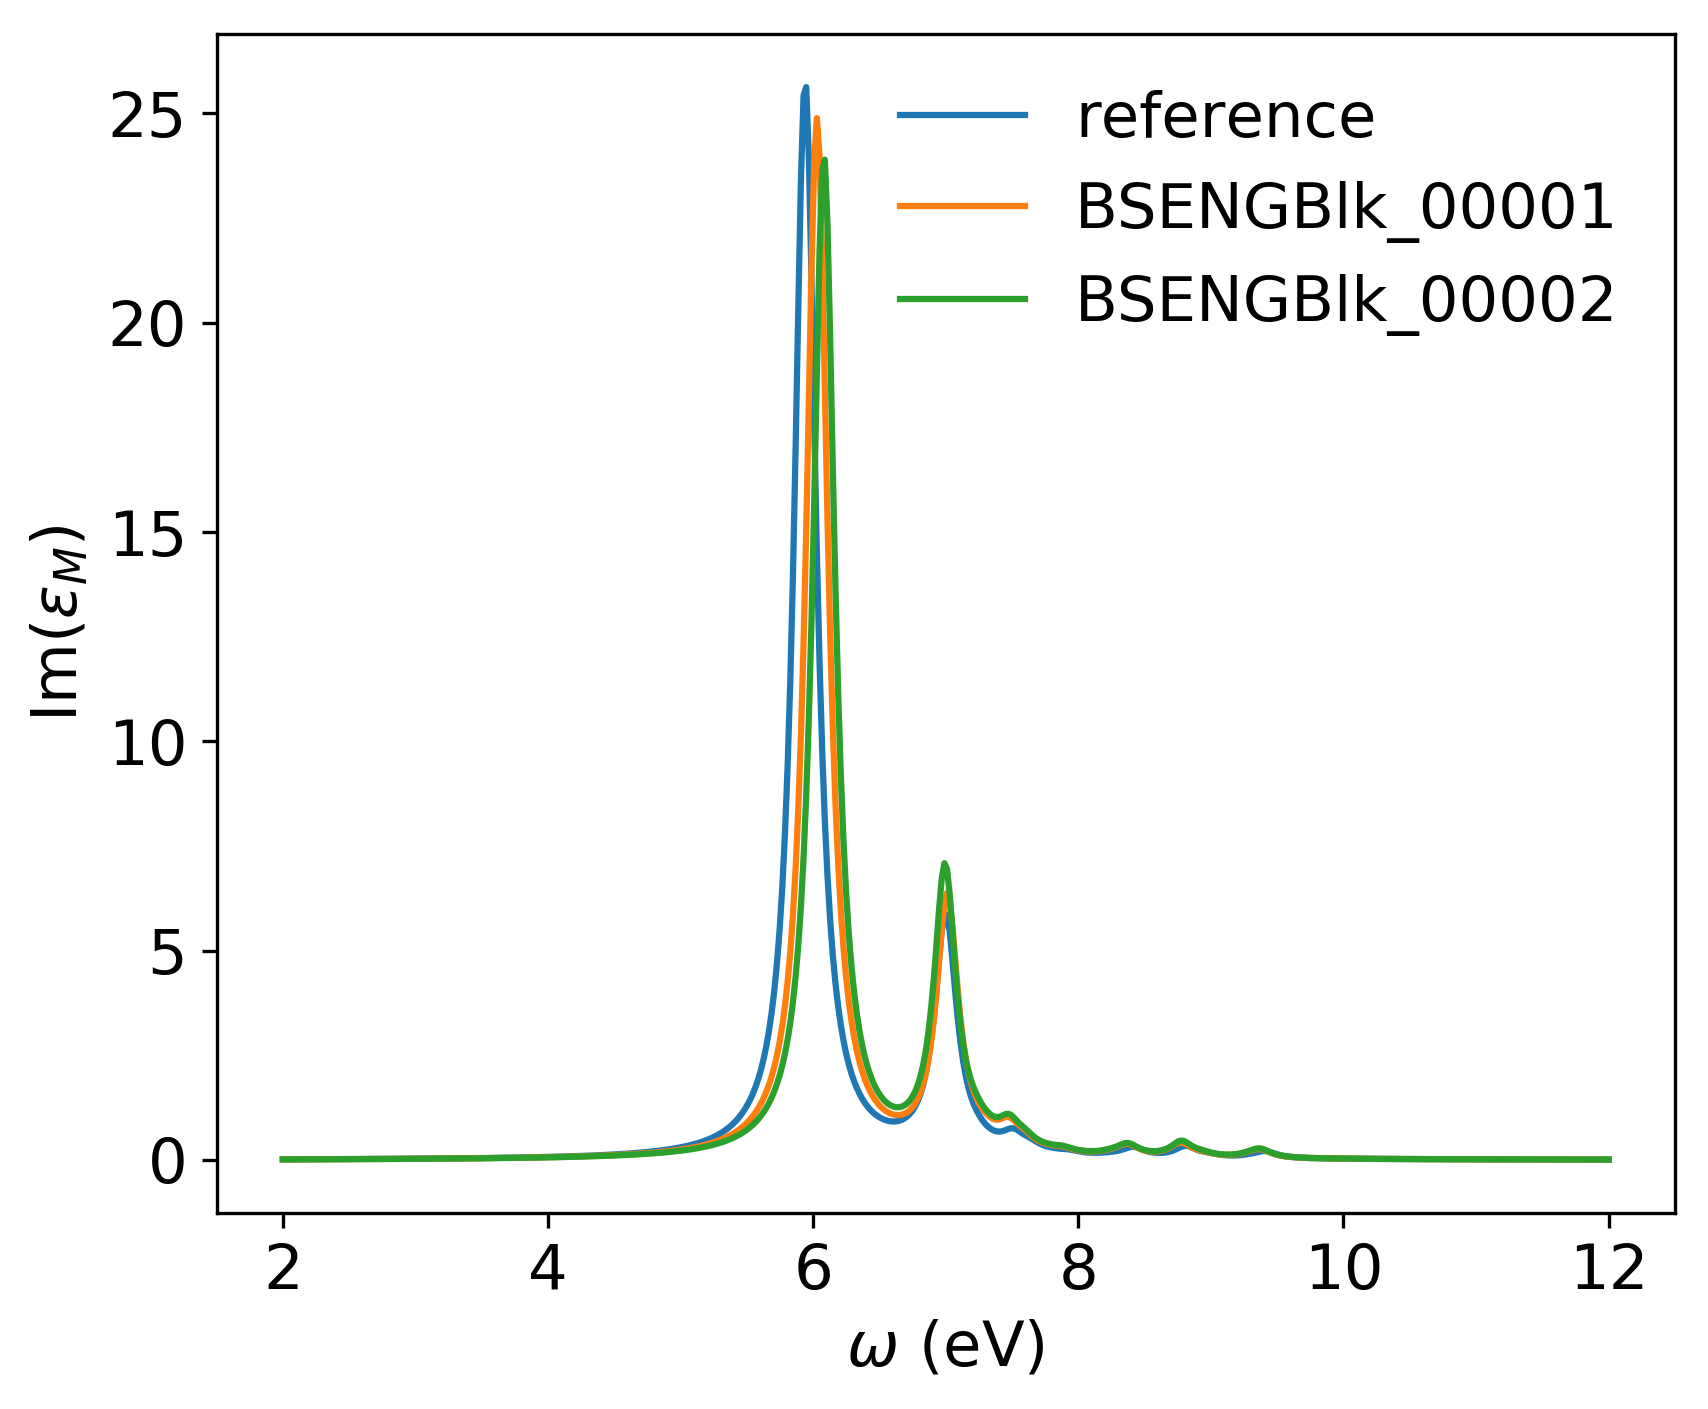 reference
BSENGBlk_00001
BSENGBlk_00002
25
20
15
10
5
0
Im(ε_M)
2 4 6 8 10 12
ω (eV)